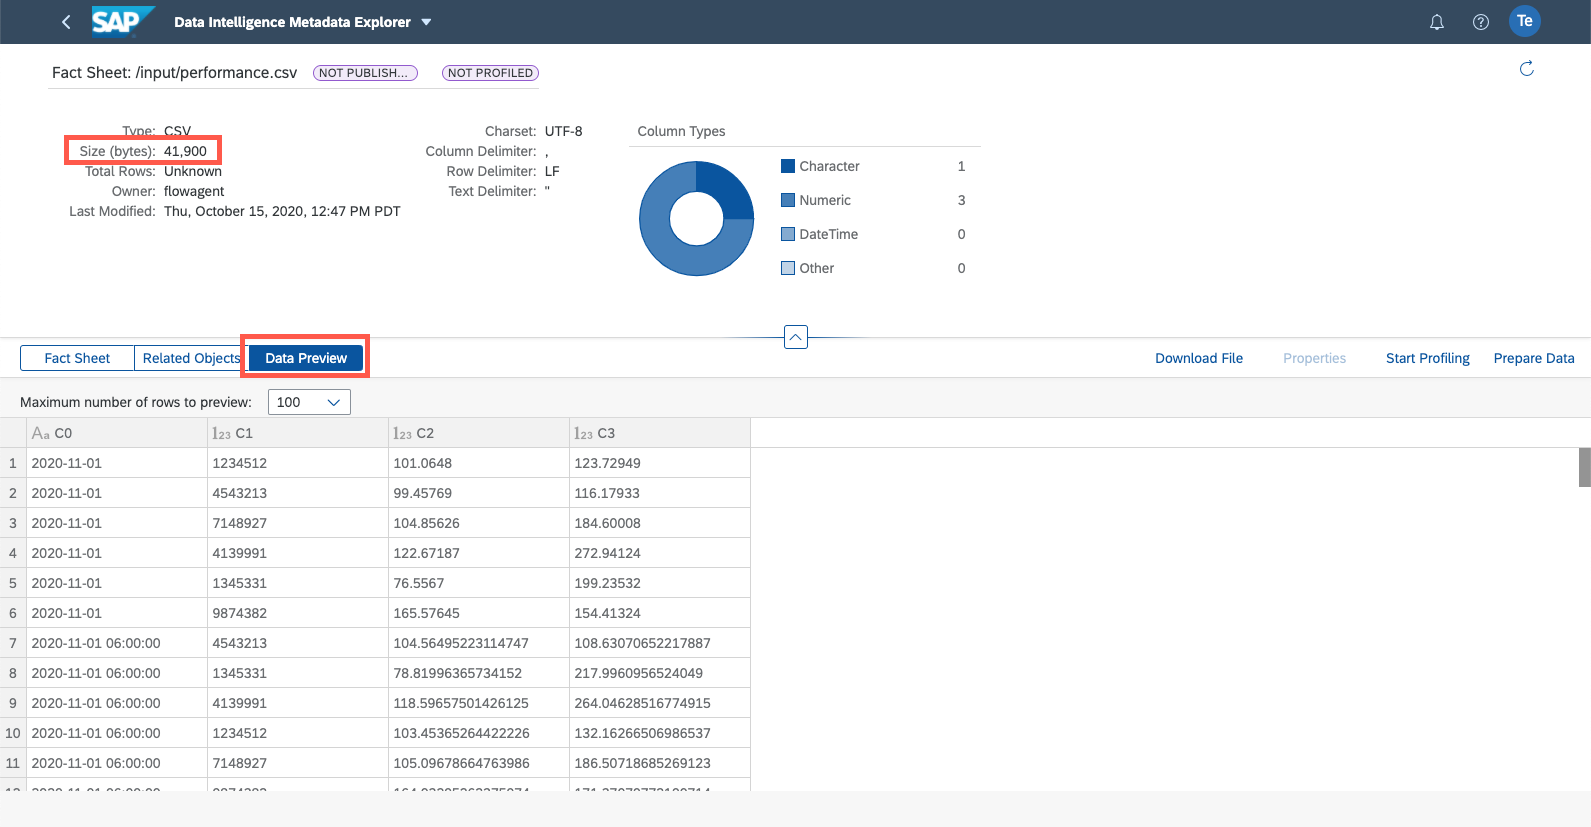 SAP Data Intelligence Metadata Explorer Te
Fact Sheet: /input/performance.csv NOT PUBLISH... NOT PROFILED
Type: CSV
Size (bytes): 41,900
Total Rows: Unknown
Owner: flowagent
Last Modified: Thu, October 15, 2020, 12:47 PM PDT
Charset: UTF-8
Column Delimiter: ,
Row Delimiter: LF
Text Delimiter: "
Column Types
Character 1
Numeric 3
DateTime 0
Other 0
Fact Sheet Related Objects Data Preview Download File Properties Start Profiling Prepare Data
Maximum number of rows to preview: 100
Aa C0 123 C1 123 C2 123 C3
1 2020-11-01 1234512 101.0648 123.72949
2 2020-11-01 4543213 99.45769 116.17933
3 2020-11-01 7148927 104.85626 184.60008
4 2020-11-01 4139991 122.67187 272.94124
5 2020-11-01 1345331 76.5567 199.23532
6 2020-11-01 9874382 165.57645 154.41324
7 2020-11-01 06:00:00 4543213 104.56495223114747 108.63070652217887
8 2020-11-01 06:00:00 1345331 78.81996365734152 217.9960956524049
9 2020-11-01 06:00:00 4139991 118.59657501426125 264.04628516774915
10 2020-11-01 06:00:00 1234512 103.45365264422226 132.16266506986537
11 2020-11-01 06:00:00 7148927 105.09678664763986 186.50718685269123